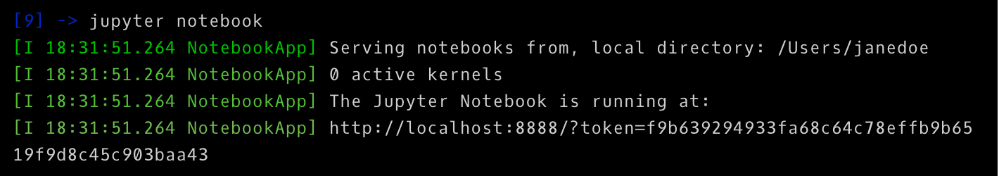 [9] -> jupyter notebook
[I 18:31:51.264 NotebookApp] Serving notebooks from, local directory: /Users/janedoe
[I 18:31:51.264 NotebookApp] 0 active kernels
[I 18:31:51.264 NotebookApp] The Jupyter Notebook is running at:
[I 18:31:51.264 NotebookApp] http://localhost:8888/?token=f9b639294933fa68c64c78effb9b65
19f9d8c45c903baa43